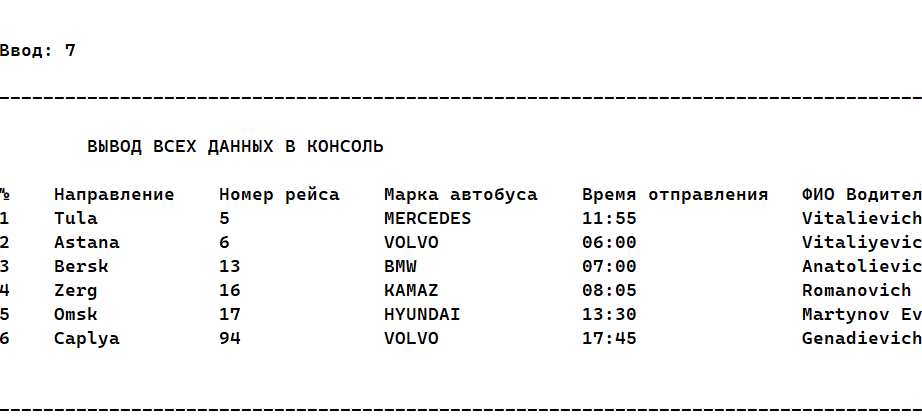 Ввод: 7
----------------------------------------------------------------------------------------
ВЫВОД ВСЕХ ДАННЫХ В КОНСОЛЬ
№ Направление Номер рейса Марка автобуса Время отправления ФИО Водител
1 Tula 5 MERCEDES 11:55 Vitalievich
2 Astana 6 VOLVO 06:00 Vitaliyevic
3 Bersk 13 BMW 07:00 Anatolievic
4 Zerg 16 KAMAZ 08:05 Romanovich
5 Omsk 17 HYUNDAI 13:30 Martynov Ev
6 Caplya 94 VOLVO 17:45 Genadievich
----------------------------------------------------------------------------------------